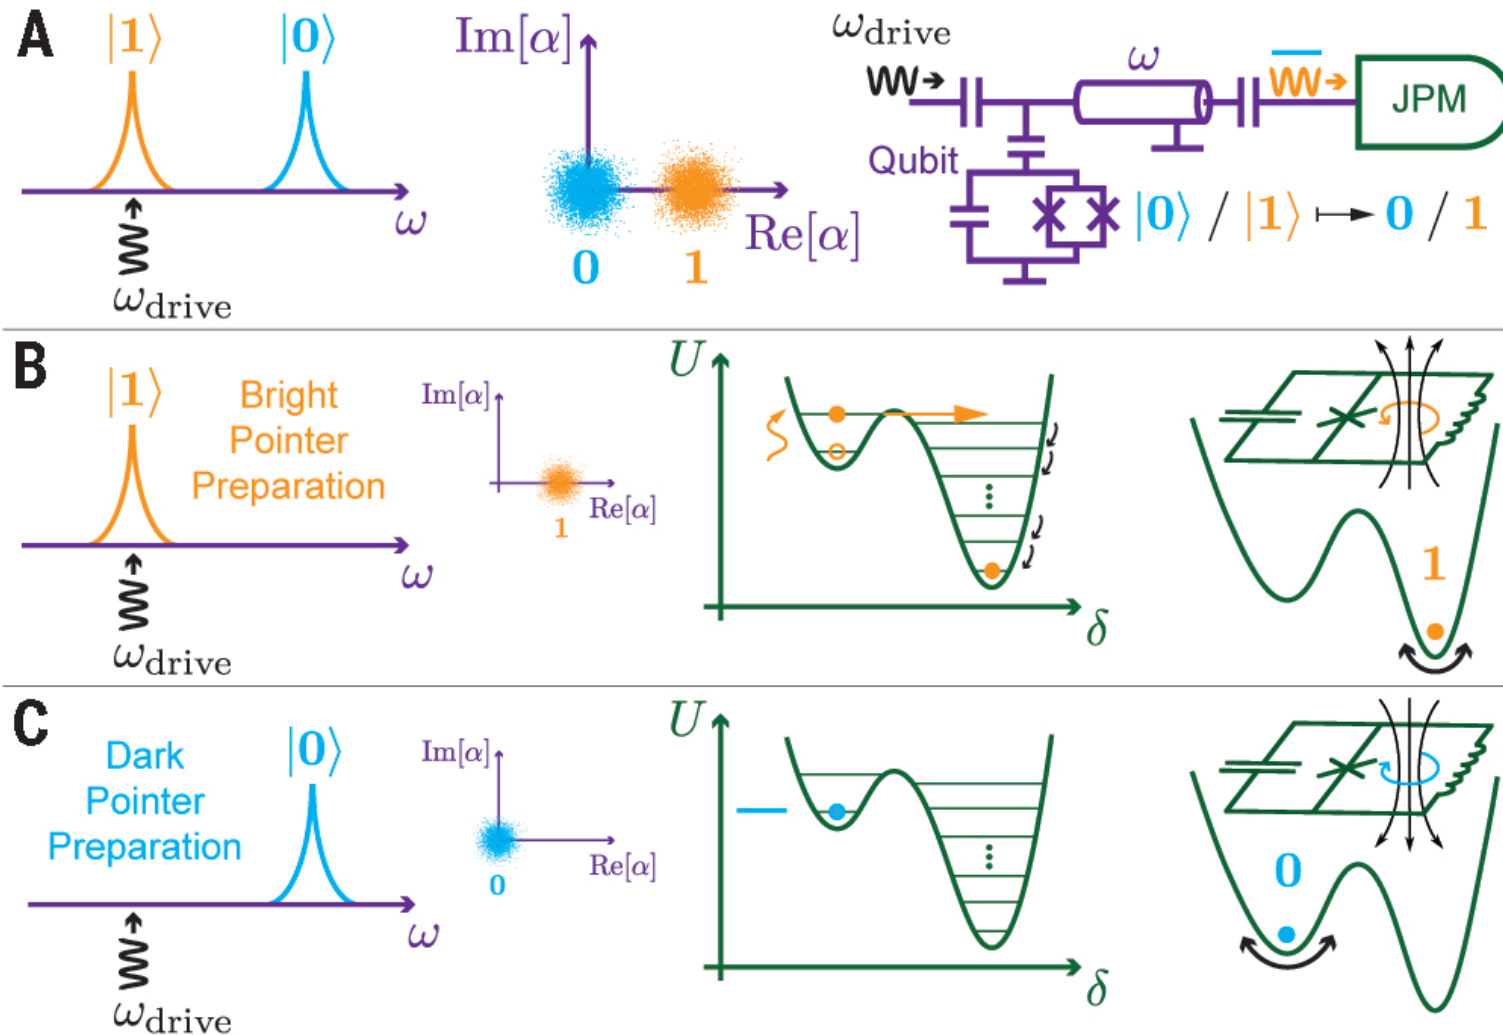 A
|1⟩
|0⟩
ω
ω_drive
Im[α]
Re[α]
0
1
ω_drive
ω
JPM
Qubit
|0⟩ / |1⟩ ↦ 0 / 1
B
|1⟩
Bright
Pointer
Preparation
ω
ω_drive
Im[α]
Re[α]
1
U
δ
1
C
Dark
Pointer
Preparation
|0⟩
ω
ω_drive
Im[α]
Re[α]
0
U
δ
0